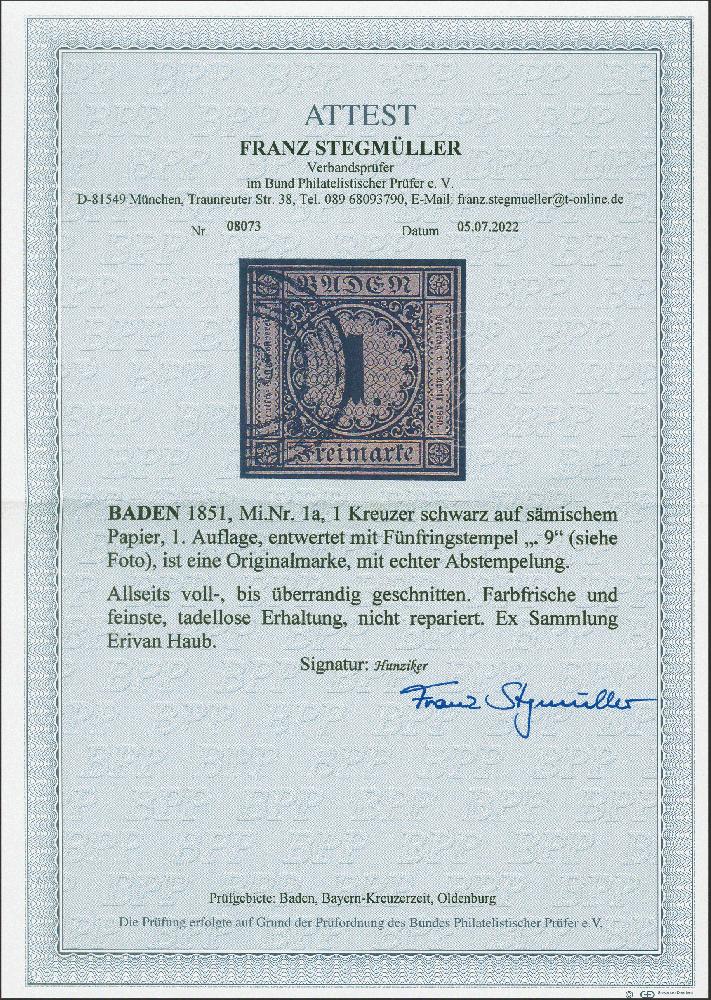 ATTEST
FRANZ STEGMÜLLER
Verbandsprüfer
im Bund Philatelistischer Prüfer e. V.
D-81549 München, Traunreuter Str. 38, Tel. 089 68093790, E-Mail: franz.stegmueller@t-online.de
Nr 08073 Datum 05.07.2022
BADEN
1
Freimarke
BADEN 1851, Mi.Nr. 1a, 1 Kreuzer schwarz auf sämischem
Papier, 1. Auflage, entwertet mit Fünfringstempel „. 9“ (siehe
Foto), ist eine Originalmarke, mit echter Abstempelung.
Allseits voll-, bis überrandig geschnitten. Farbfrische und
feinste, tadellose Erhaltung, nicht repariert. Ex Sammlung
Erivan Haub.
Signatur: Hunziker
Franz Stegmüller
Prüfgebiete: Baden, Bayern-Kreuzerzeit, Oldenburg
Die Prüfung erfolgte auf Grund der Prüfordnung des Bundes Philatelistischer Prüfer e.V.